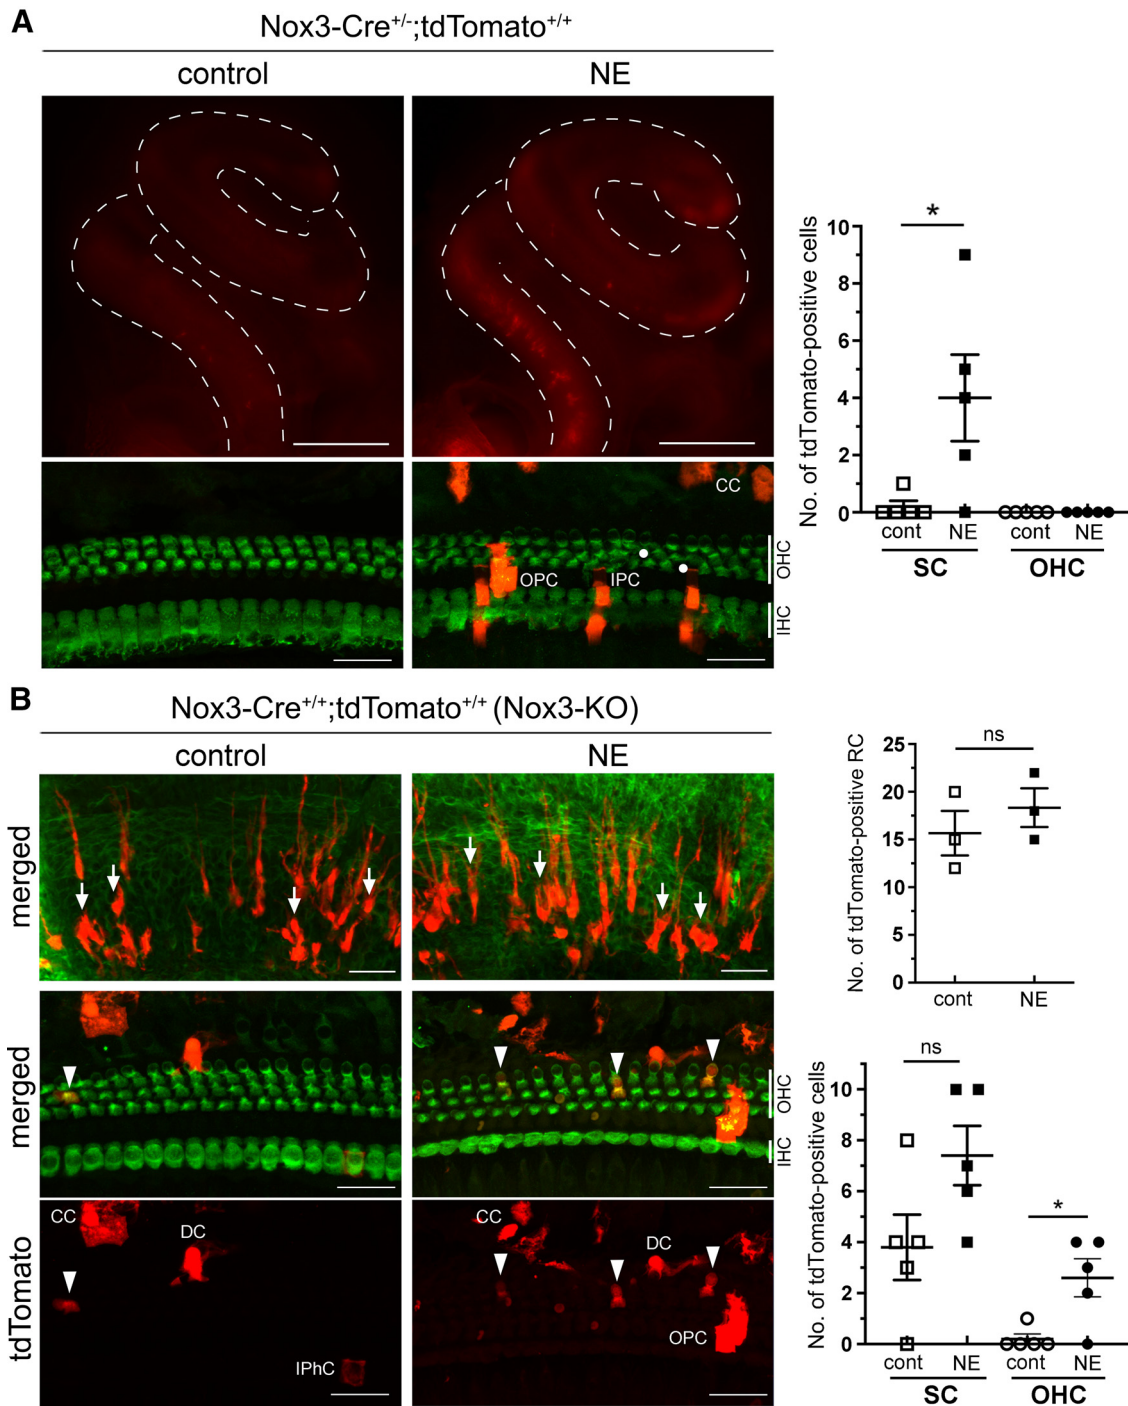 A
Nox3-Cre+/-;tdTomato+/+
control
NE
CC
OPC
IPC
OHC
IHC
No. of tdTomato-positive cells
10
8
6
4
2
0
*
cont
NE
cont
NE
SC
OHC
B
Nox3-Cre+/+;tdTomato+/+ (Nox3-KO)
control
NE
merged
No. of tdTomato-positive RC
25
20
15
10
5
0
ns
cont
NE
merged
OHC
IHC
tdTomato
CC
DC
IPhC
CC
DC
OPC
No. of tdTomato-positive cells
10
8
6
4
2
0
ns
*
cont
NE
cont
NE
SC
OHC